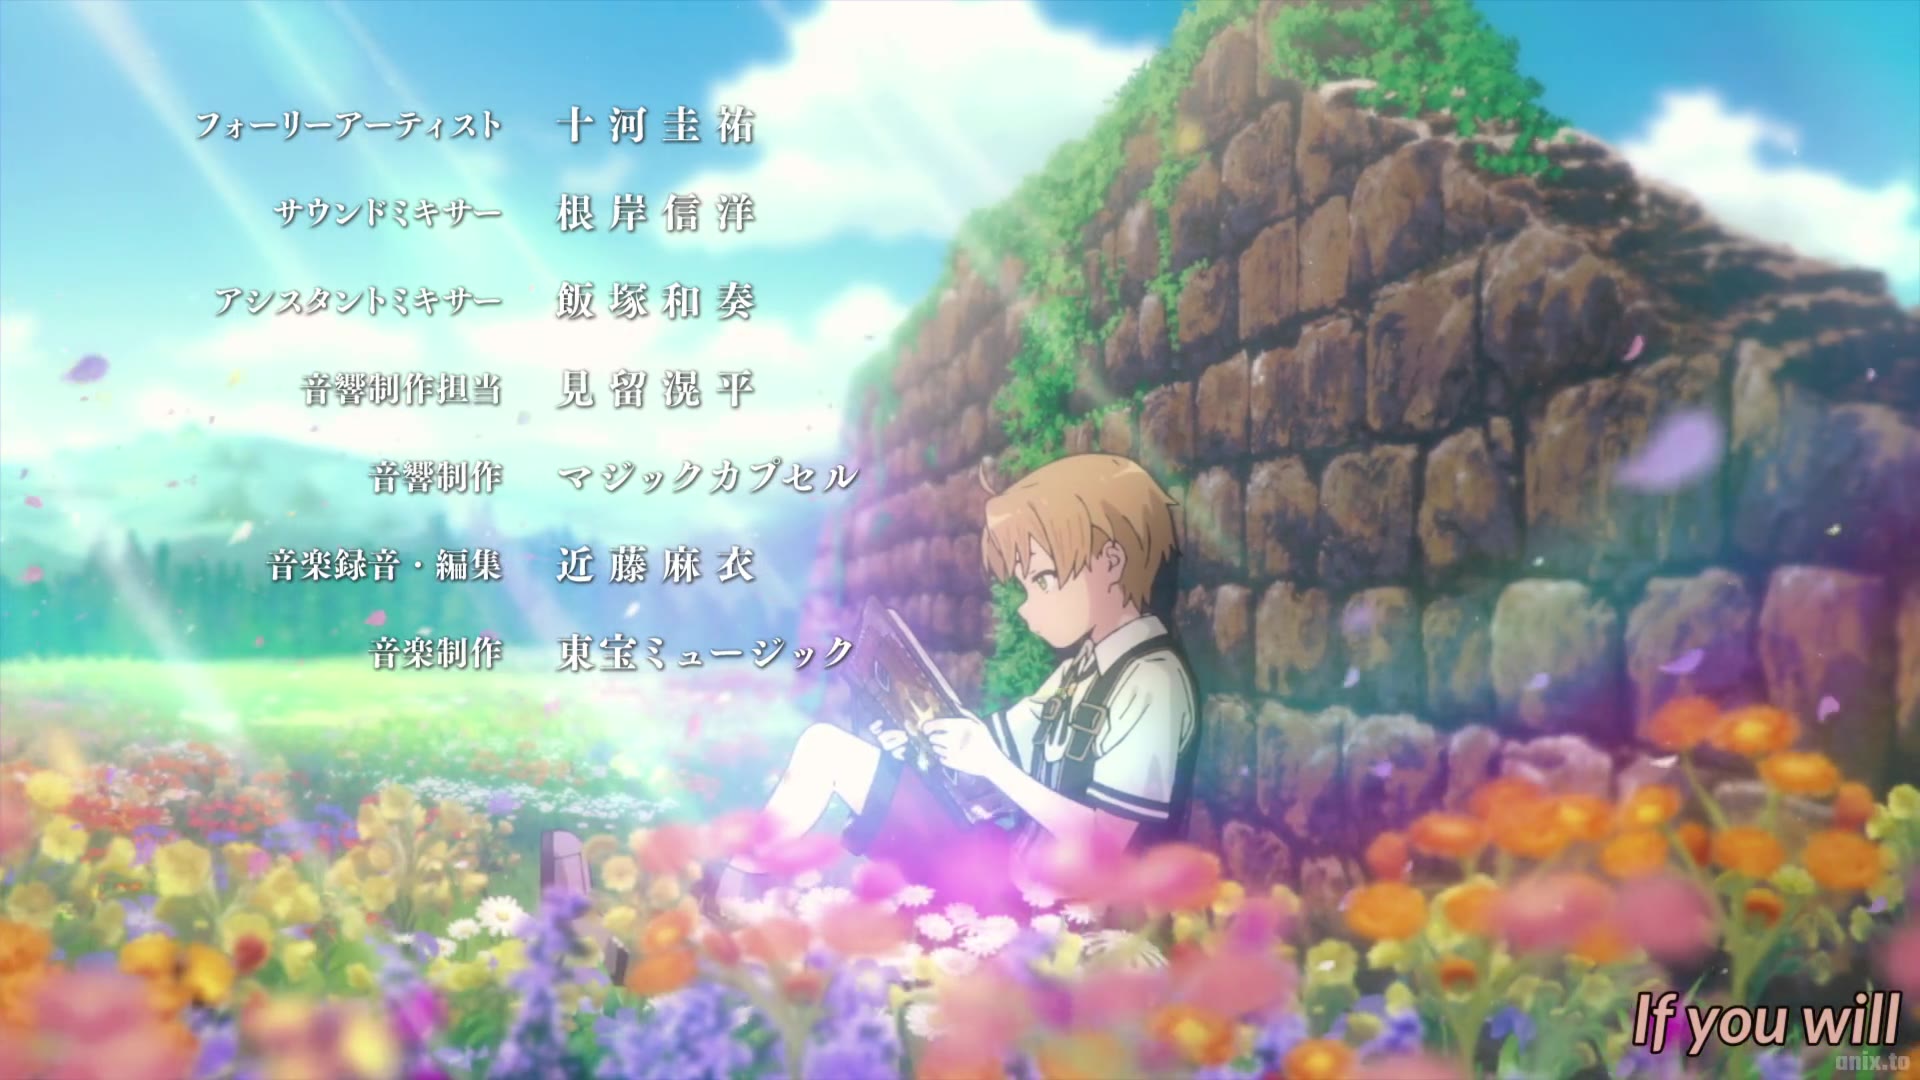 フォーリーアーティスト 十河圭祐
サウンドミキサー 根岸信洋
アシスタントミキサー 飯塚和奏
音響制作担当 見留滉平
音響制作 マジックカプセル
音楽録音・編集 近藤麻衣
音楽制作 東宝ミュージック
If you will
anix.to